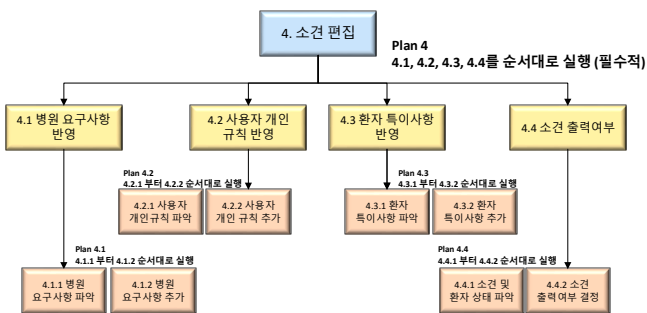 4. 소견 편집
Plan 4
4.1, 4.2, 4.3, 4.4를 순서대로 실행 (필수적)
4.1 병원 요구사항
반영
4.2 사용자 개인
규칙 반영
4.3 환자 특이사항
반영
4.4 소견 출력여부
Plan 4.2
4.2.1 부터 4.2.2 순서대로 실행
4.2.1 사용자
개인규칙 파악
4.2.2 사용자
개인규칙 추가
Plan 4.3
4.3.1 부터 4.3.2 순서대로 실행
4.3.1 환자
특이사항 파악
4.3.2 환자
특이사항 추가
Plan 4.1
4.1.1 부터 4.1.2 순서대로 실행
4.1.1 병원
요구사항 파악
4.1.2 병원
요구사항 추가
Plan 4.4
4.4.1 부터 4.4.2 순서대로 실행
4.4.1 소견 및
환자 상태 파악
4.4.2 소견
출력여부 결정